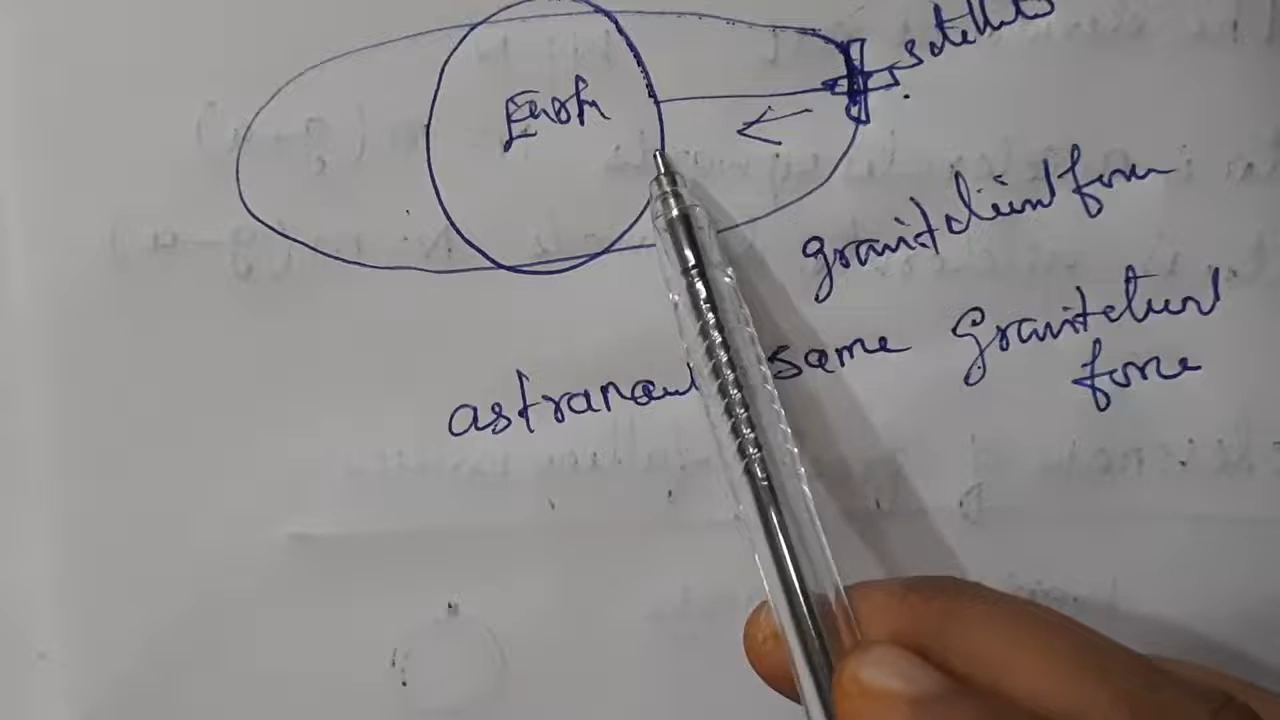 satellite
Earth
gravitational force
astronaut same Gravitational
force